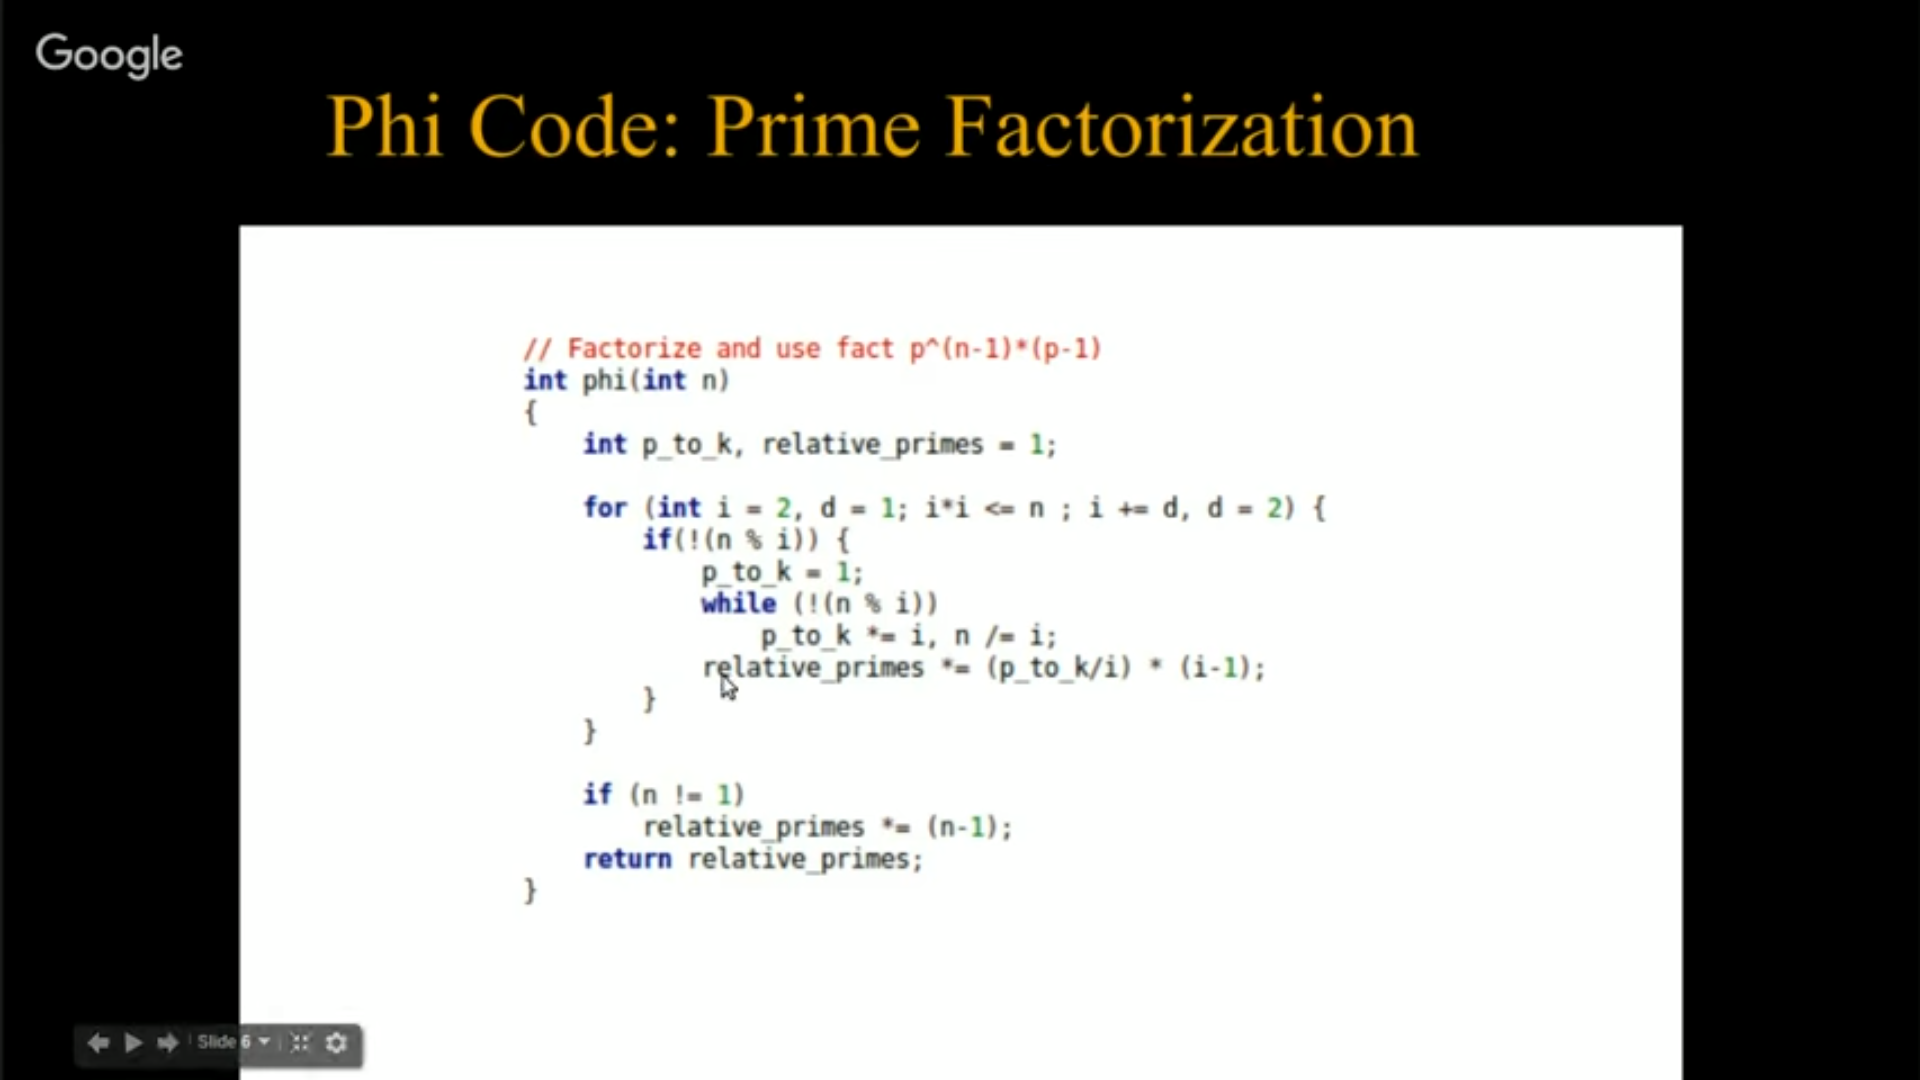 Google
Phi Code: Prime Factorization
// Factorize and use fact p^(n-1)*(p-1)
int phi(int n)
{
    int p_to_k, relative_primes = 1;
    for (int i = 2, d = 1; i*i <= n ; i += d, d = 2) {
        if(!(n % i)) {
            p_to_k = 1;
            while (!(n % i))
                p_to_k *= i, n /= i;
            relative_primes *= (p_to_k/i) * (i-1);
        }
    }
    if (n != 1)
        relative_primes *= (n-1);
    return relative_primes;
}
Slide 6